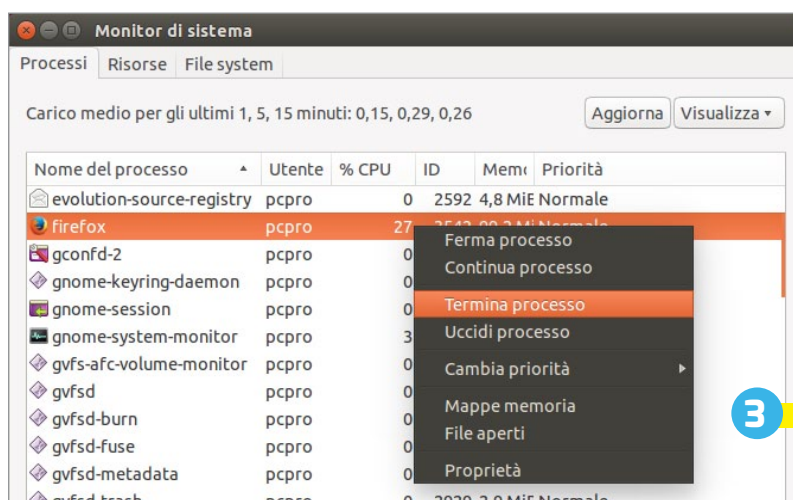 Monitor di sistema
Processi Risorse File system
Carico medio per gli ultimi 1, 5, 15 minuti: 0,15, 0,29, 0,26 Aggiorna Visualizza
Nome del processo Utente % CPU ID Memo Priorità
evolution-source-registry pcpro 0 2592 4,8 MiB Normale
firefox pcpro 27
gconfd-2 pcpro 0
gnome-keyring-daemon pcpro 0
gnome-session pcpro 0
gnome-system-monitor pcpro 3
gvfs-afc-volume-monitor pcpro 0
gvfsd pcpro 0
gvfsd-burn pcpro 0
gvfsd-fuse pcpro 0
gvfsd-metadata pcpro 0
Ferma processo
Continua processo
Termina processo
Uccidi processo
Cambia priorità
Mappe memoria
File aperti
Proprietà
3